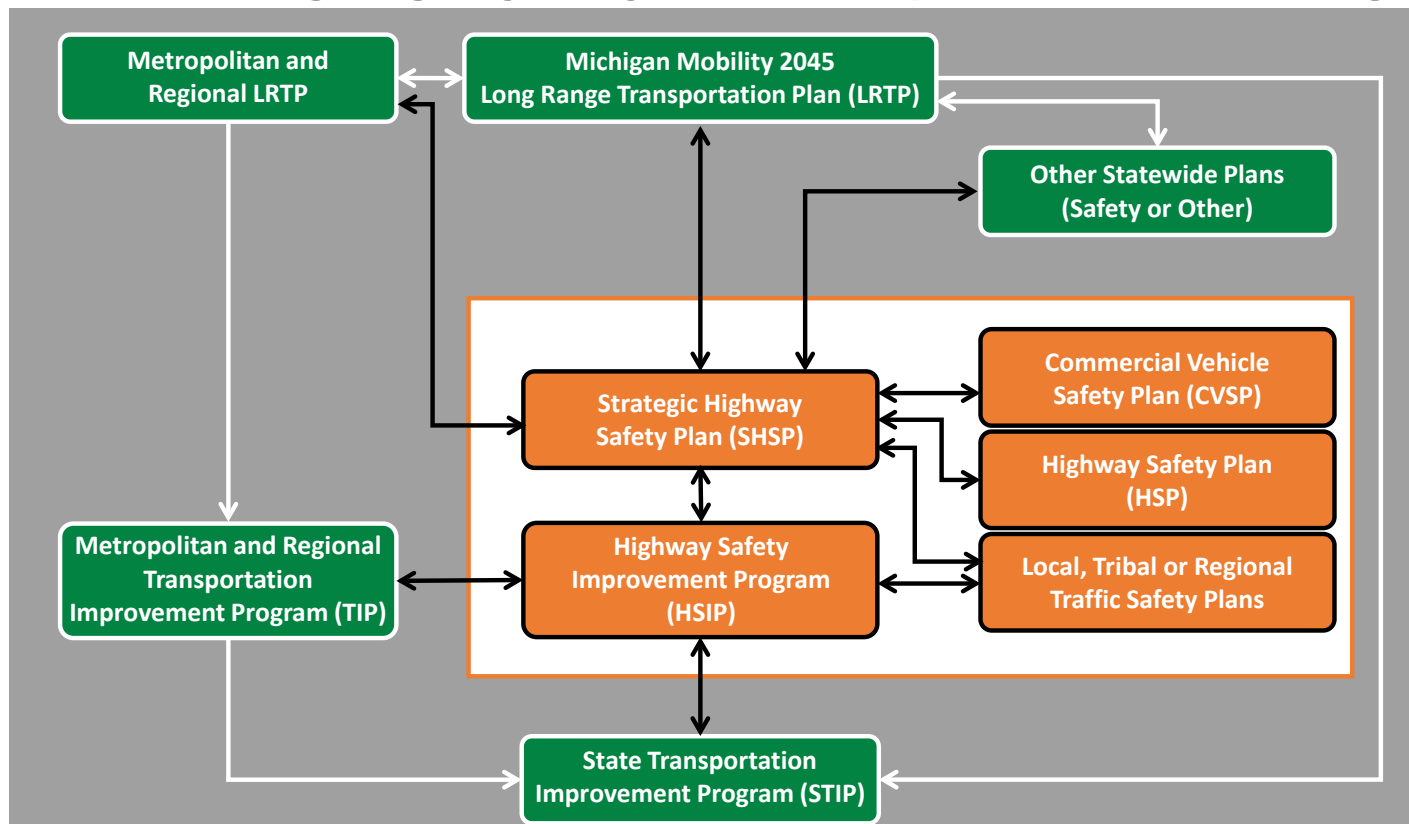 Metropolitan and
Regional LRTP
Michigan Mobility 2045
Long Range Transportation Plan (LRTP)
Other Statewide Plans
(Safety or Other)
Strategic Highway
Safety Plan (SHSP)
Commercial Vehicle
Safety Plan (CVSP)
Highway Safety Plan
(HSP)
Metropolitan and Regional
Transportation
Improvement Program (TIP)
Highway Safety
Improvement Program
(HSIP)
Local, Tribal or Regional
Traffic Safety Plans
State Transportation
Improvement Program (STIP)